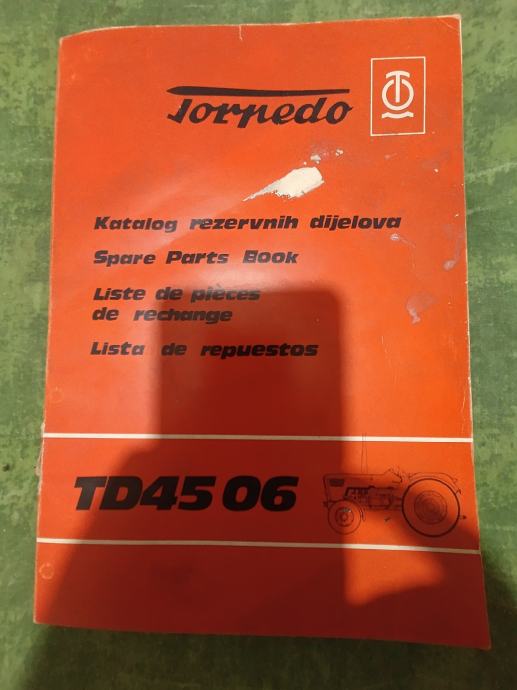 Torpedo
Katalog rezervnih dijelova
Spare Parts Book
Liste de pièces
de rechange
Lista de repuestos
TD45 06